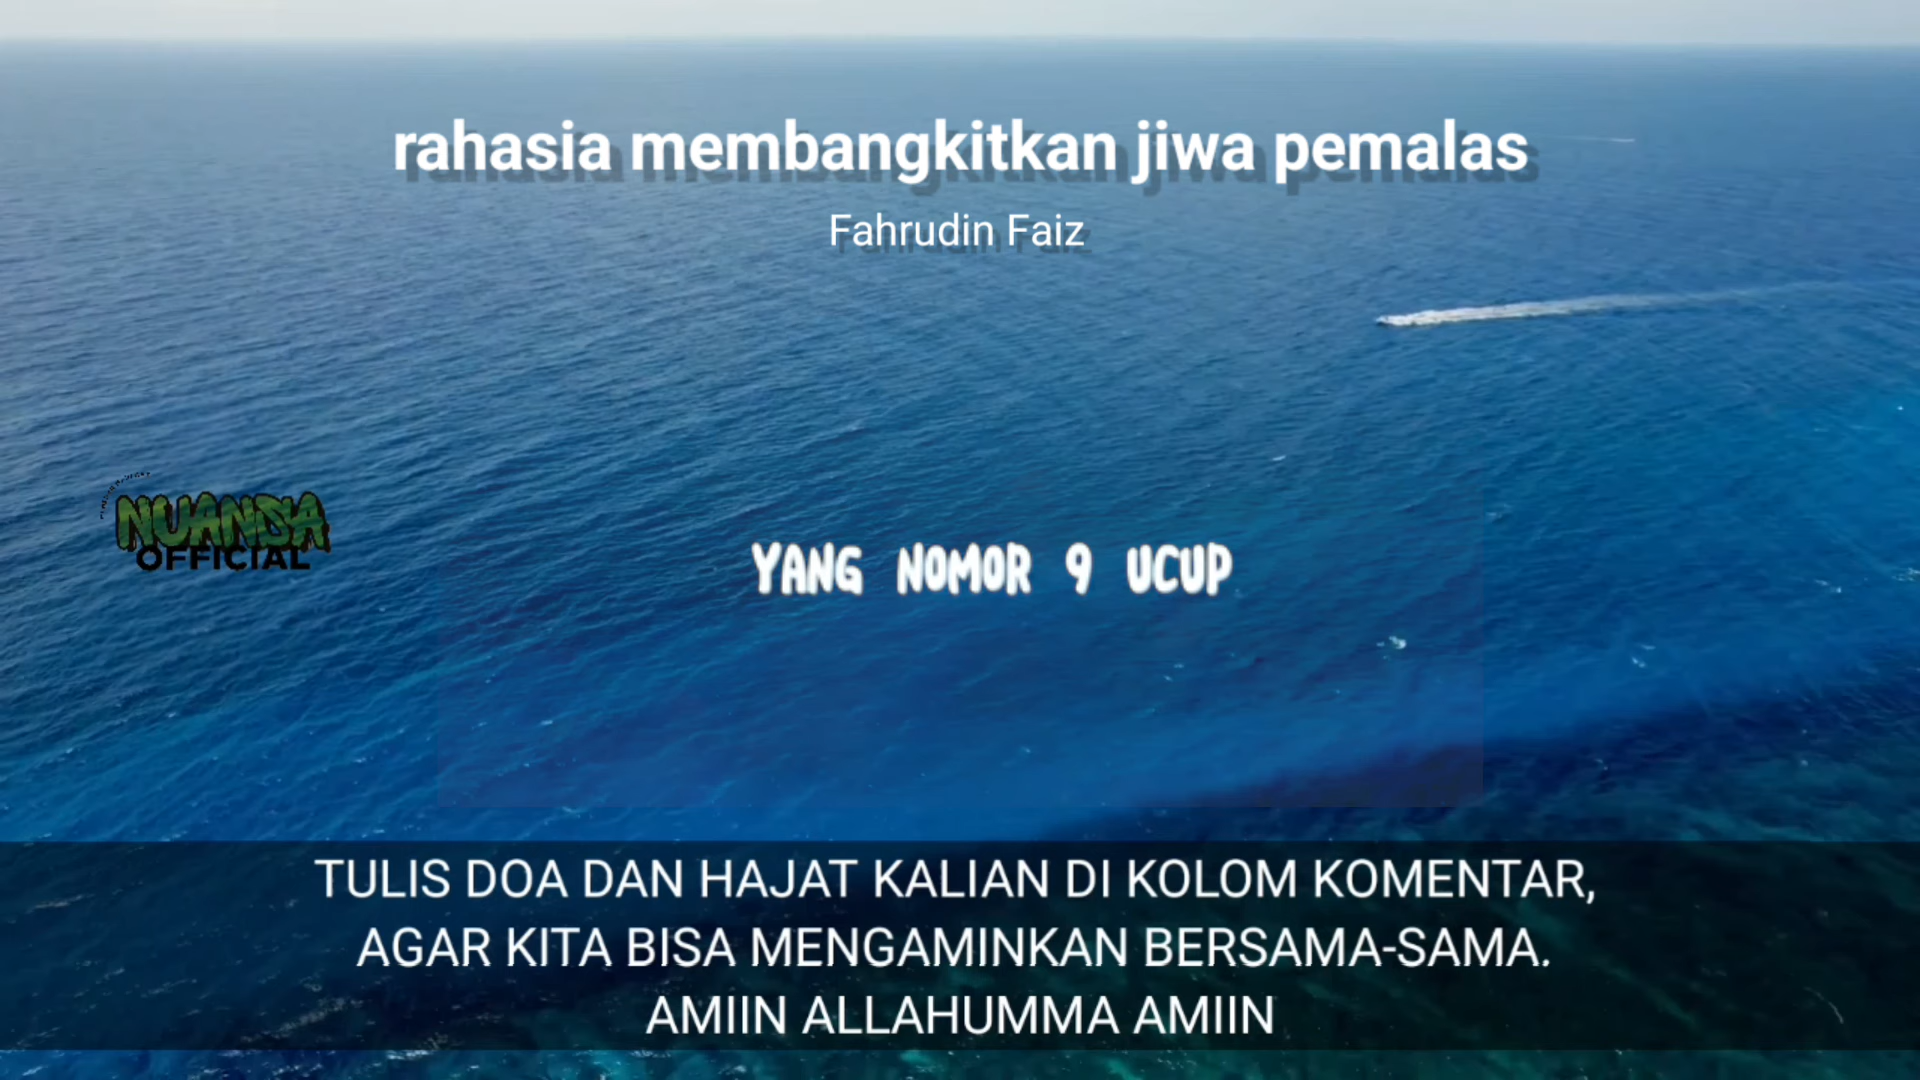 rahasia membangkitkan jiwa pemalas
Fahrudin Faiz
NUANSA
OFFICIAL
YANG NOMOR 9 UCUP
TULIS DOA DAN HAJAT KALIAN DI KOLOM KOMENTAR,
AGAR KITA BISA MENGAMINKAN BERSAMA-SAMA.
AMIIN ALLAHUMMA AMIIN